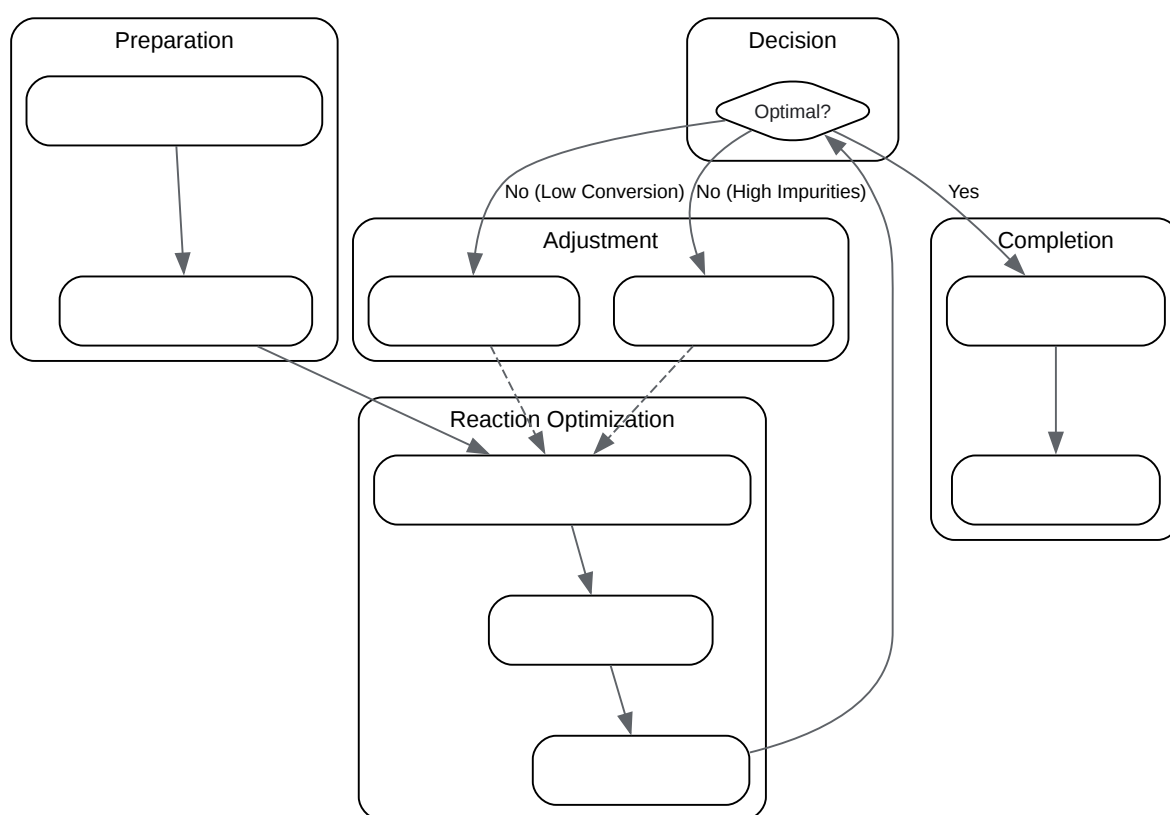 Preparation
Decision
Optimal?
No (Low Conversion)
No (High Impurities)
Yes
Adjustment
Completion
Reaction Optimization